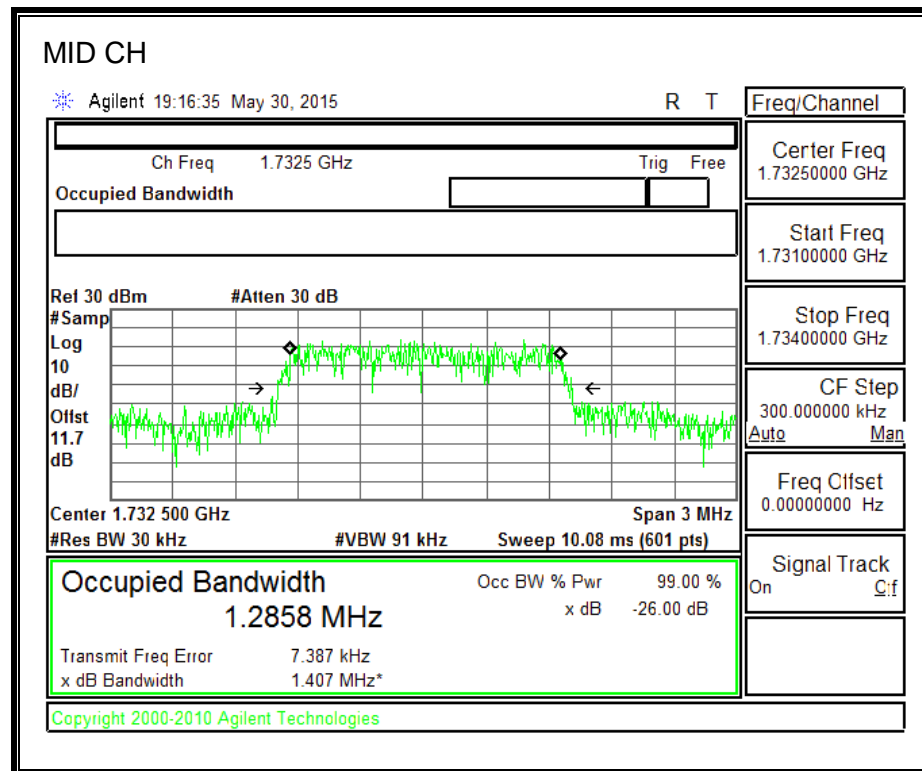 MID CH
Agilent 19:16:35 May 30, 2015 R T
Freq/Channel
Ch Freq 1.7325 GHz Trig Free
Occupied Bandwidth
Center Freq
1.73250000 GHz
Start Freq
1.73100000 GHz
Stop Freq
1.73400000 GHz
CF Step
300.000000 kHz
Auto Man
Freq Offset
0.00000000 Hz
Signal Track
On Off
Ref 30 dBm #Atten 30 dB
#Samp
Log
10
dB/
Offst
11.7
dB
Center 1.732 500 GHz Span 3 MHz
#Res BW 30 kHz #VBW 91 kHz Sweep 10.08 ms (601 pts)
Occupied Bandwidth Occ BW % Pwr 99.00 %
1.2858 MHz x dB -26.00 dB
Transmit Freq Error 7.387 kHz
x dB Bandwidth 1.407 MHz*
Copyright 2000-2010 Agilent Technologies